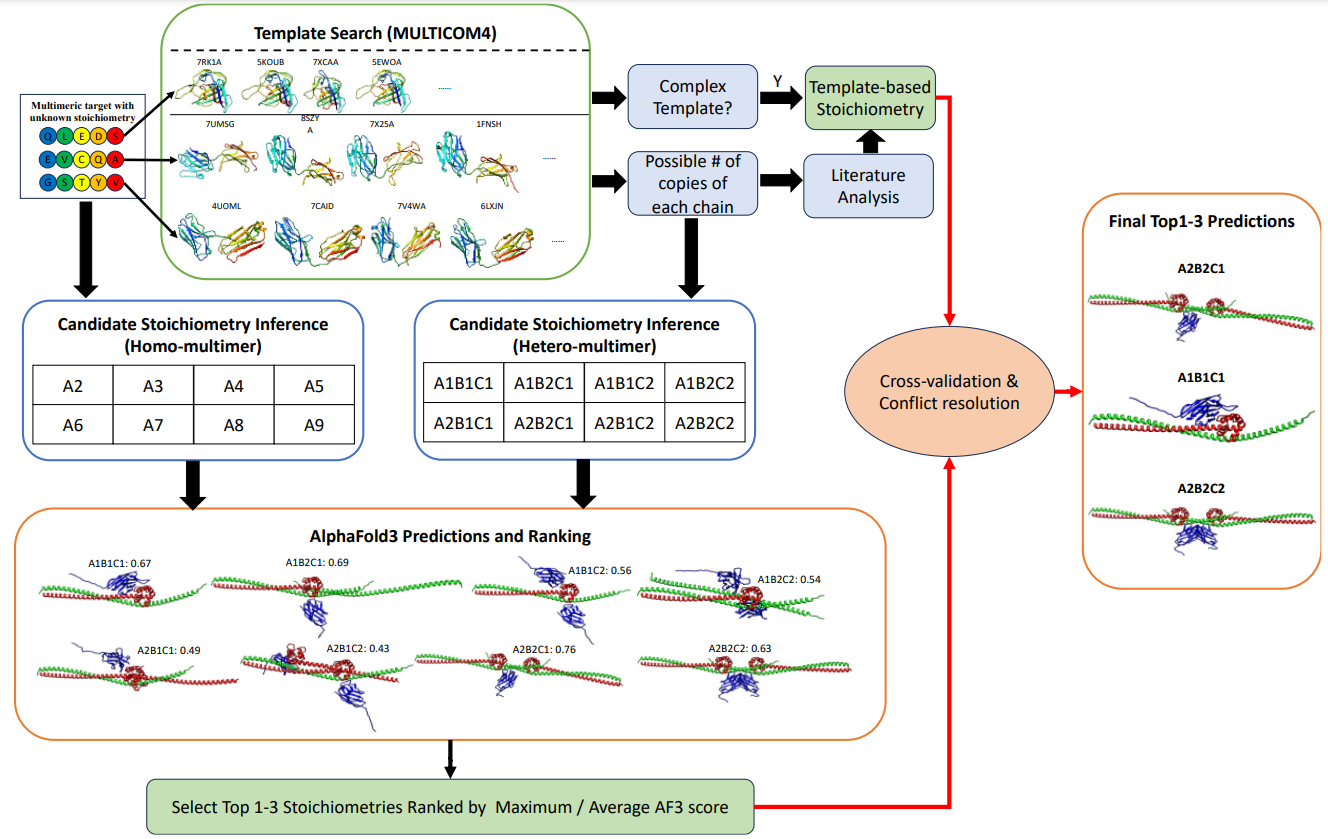 Template Search (MULTICOM4)
7RK1A
5KOUB
7XCAA
5EWOA
......
Multimeric target with
unknown stoichiometry
Q L E D S
E V C Q A
G S T Y V
7UMSG
8SZY
A
7X25A
1FNSH
......
4UOML
7CAID
7V4WA
6LXJN
......
Complex
Template?
Y
Template-based
Stoichiometry
Possible # of
copies of
each chain
Literature
Analysis
Candidate Stoichiometry Inference
(Homo-multimer)
A2 A3 A4 A5
A6 A7 A8 A9
Candidate Stoichiometry Inference
(Hetero-multimer)
A1B1C1 A1B2C1 A1B1C2 A1B2C2
A2B1C1 A2B2C1 A2B1C2 A2B2C2
Cross-validation &
Conflict resolution
Final Top1-3 Predictions
A2B2C1
A1B1C1
A2B2C2
AlphaFold3 Predictions and Ranking
A1B1C1: 0.67
A1B2C1: 0.69
A1B1C2: 0.56
A1B2C2: 0.54
A2B1C1: 0.49
A2B1C2: 0.43
A2B2C1: 0.76
A2B2C2: 0.63
Select Top 1-3 Stoichiometries Ranked by Maximum / Average AF3 score